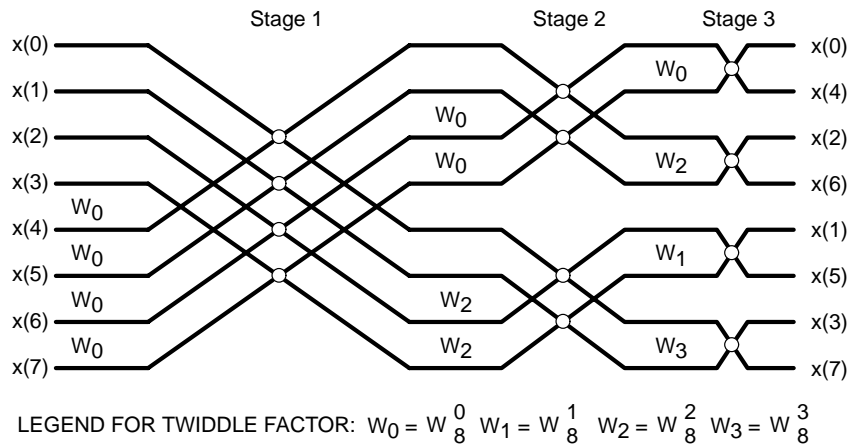 Stage 1 Stage 2 Stage 3
x(0) x(0)
W0
x(1) x(4)
W0
x(2) x(2)
W0 W2
x(3) x(6)
W0
x(4) x(1)
W0 W1
x(5) x(5)
W0 W2
x(6) x(3)
W0 W2 W3
x(7) x(7)
LEGEND FOR TWIDDLE FACTOR: W0 = W 0 8 W1 = W 1 8 W2 = W 2 8 W3 = W 3 8